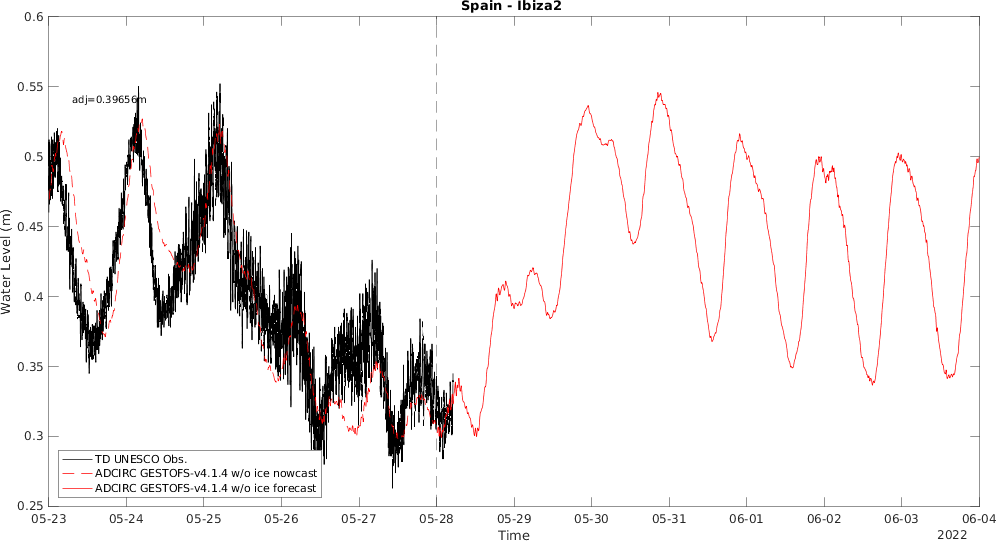 Spain - Ibiza2
adj=0.39656m
Water Level (m)
0.6
0.55
0.5
0.45
0.4
0.35
0.3
0.25
TD UNESCO Obs.
ADCIRC GESTOFS-v4.1.4 w/o ice nowcast
ADCIRC GESTOFS-v4.1.4 w/o ice forecast
05-23 05-24 05-25 05-26 05-27 05-28 05-29 05-30 05-31 06-01 06-02 06-03 06-04
Time
2022